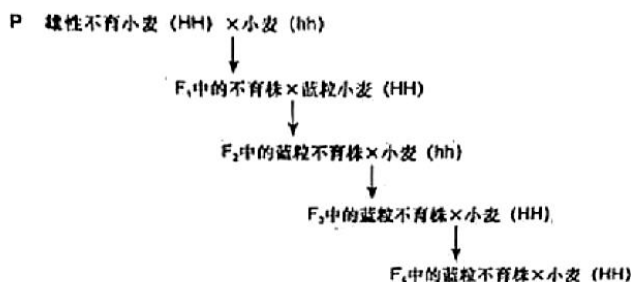 P 雄性不育小麦（HH）×小麦（hh）
F₁中的不育株×蓝粒小麦（HH）
F₂中的蓝粒不育株×小麦（hh）
F₃中的蓝粒不育株×小麦（HH）
F₄中的蓝粒不育株×小麦（HH）